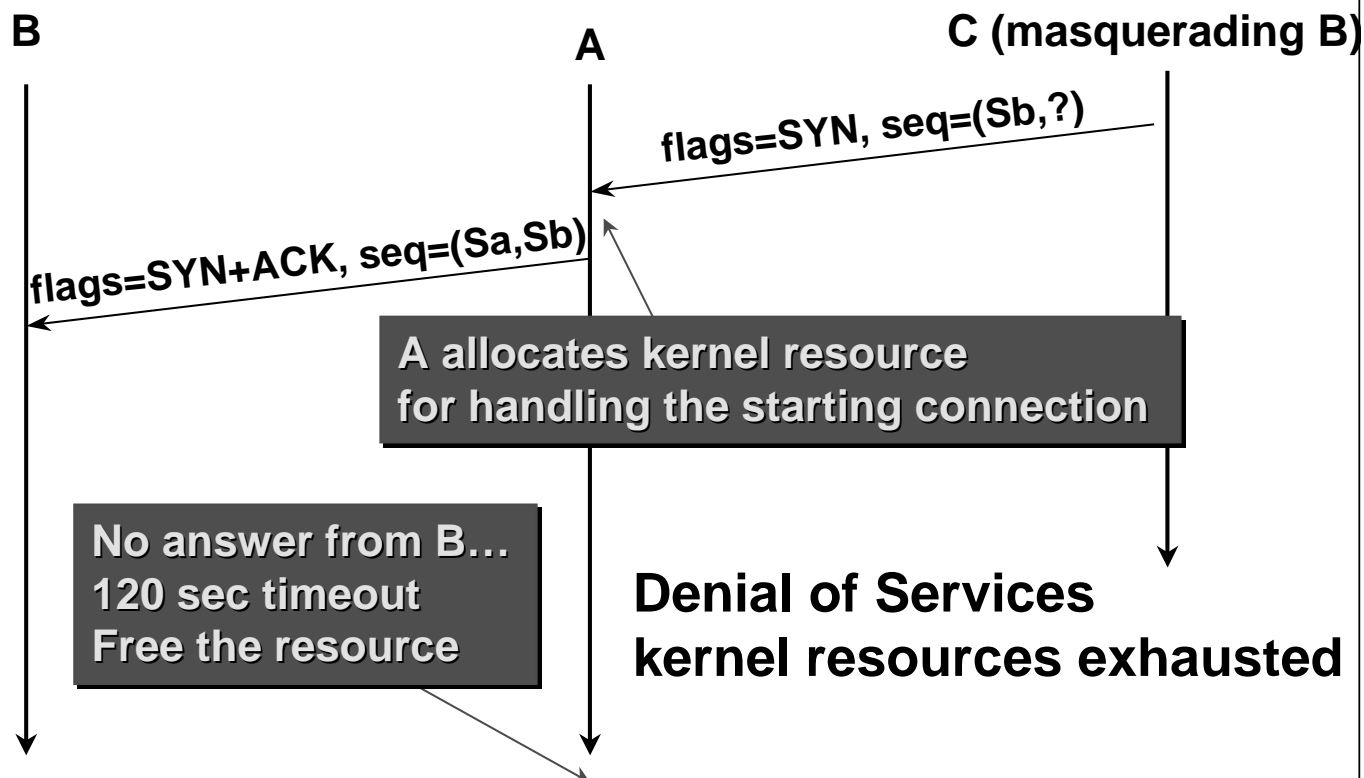 B
A
C (masquerading B)
flags=SYN, seq=(Sb,?)
flags=SYN+ACK, seq=(Sa,Sb)
A allocates kernel resource
for handling the starting connection
No answer from B…
120 sec timeout
Free the resource
Denial of Services
kernel resources exhausted